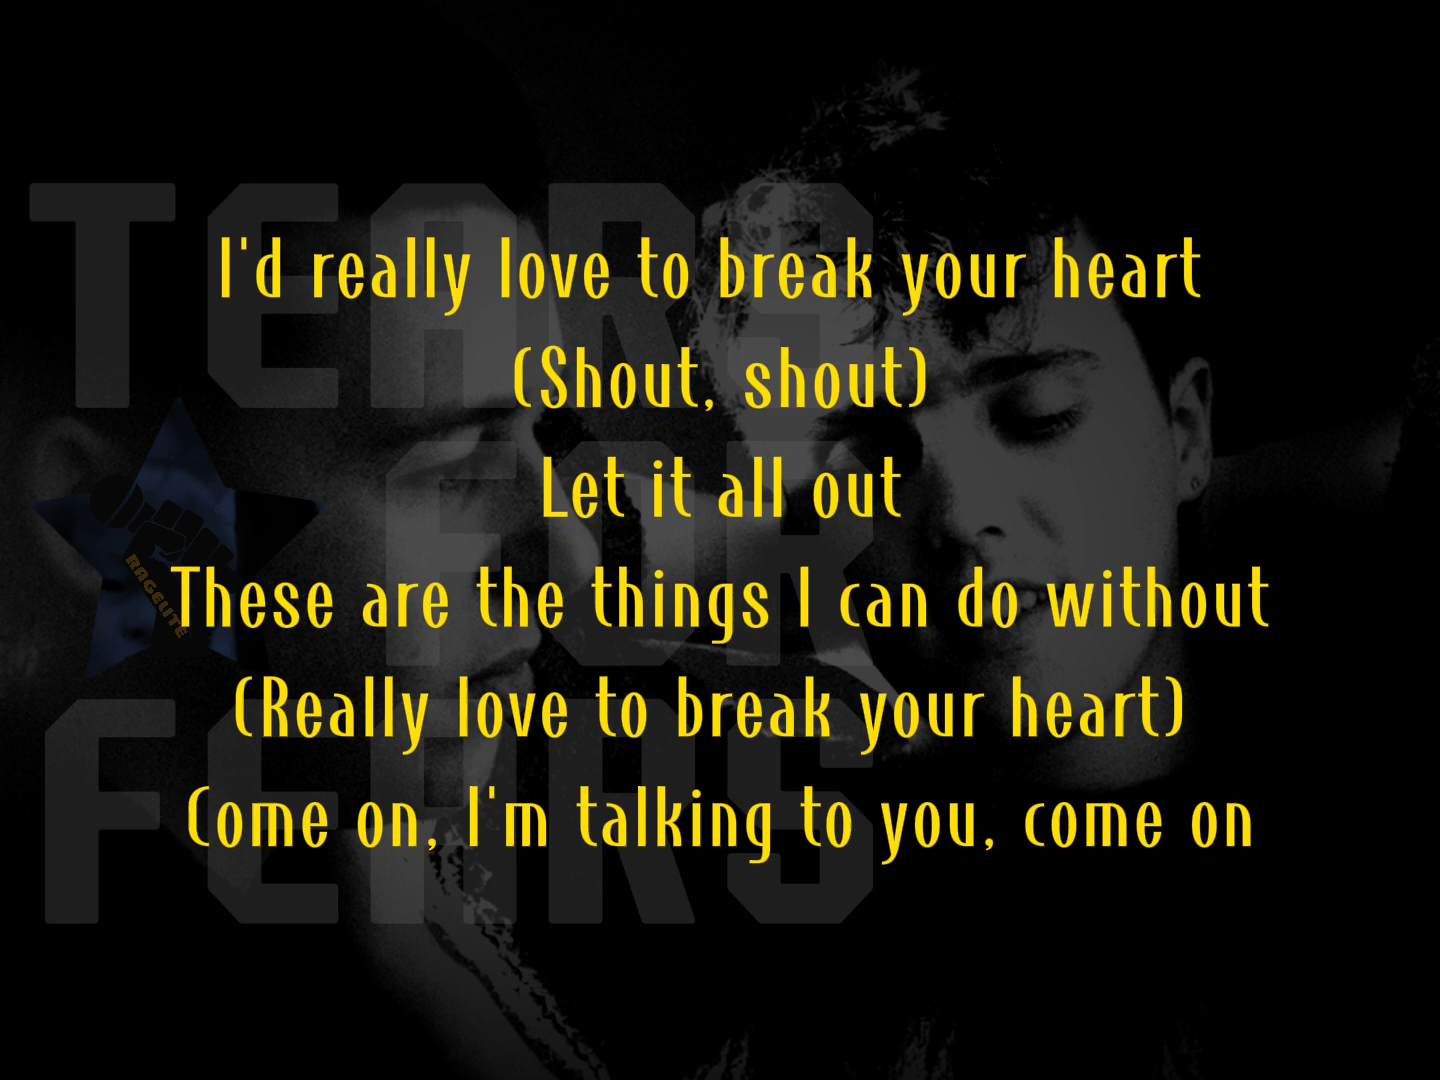 TEARS
FOR
FEARS
RAGELITE
I'd really love to break your heart
(Shout, shout)
Let it all out
These are the things I can do without
(Really love to break your heart)
Come on, I'm talking to you, come on